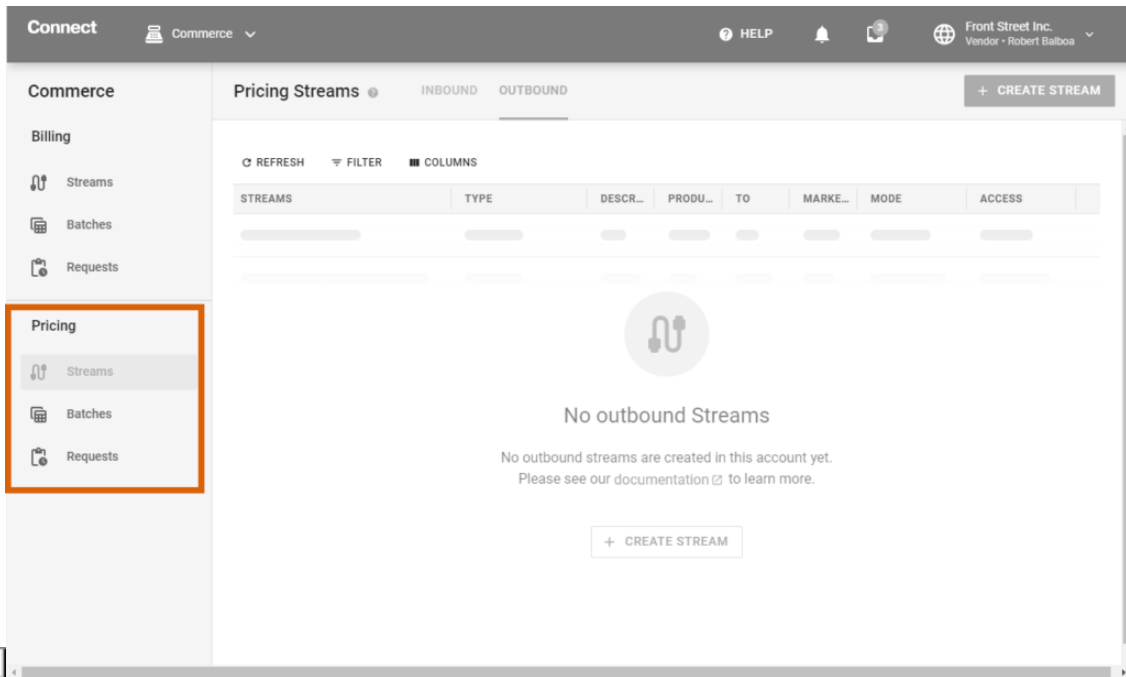 Connect
Commerce
HELP
3
Front Street Inc.
Vendor • Robert Balboa
Commerce
Billing
Streams
Batches
Requests
Pricing
Streams
Batches
Requests
Pricing Streams
INBOUND
OUTBOUND
+ CREATE STREAM
REFRESH
FILTER
COLUMNS
STREAMS TYPE DESCR... PRODU... TO MARKE... MODE ACCESS
No outbound Streams
No outbound streams are created in this account yet.
Please see our documentation to learn more.
+ CREATE STREAM